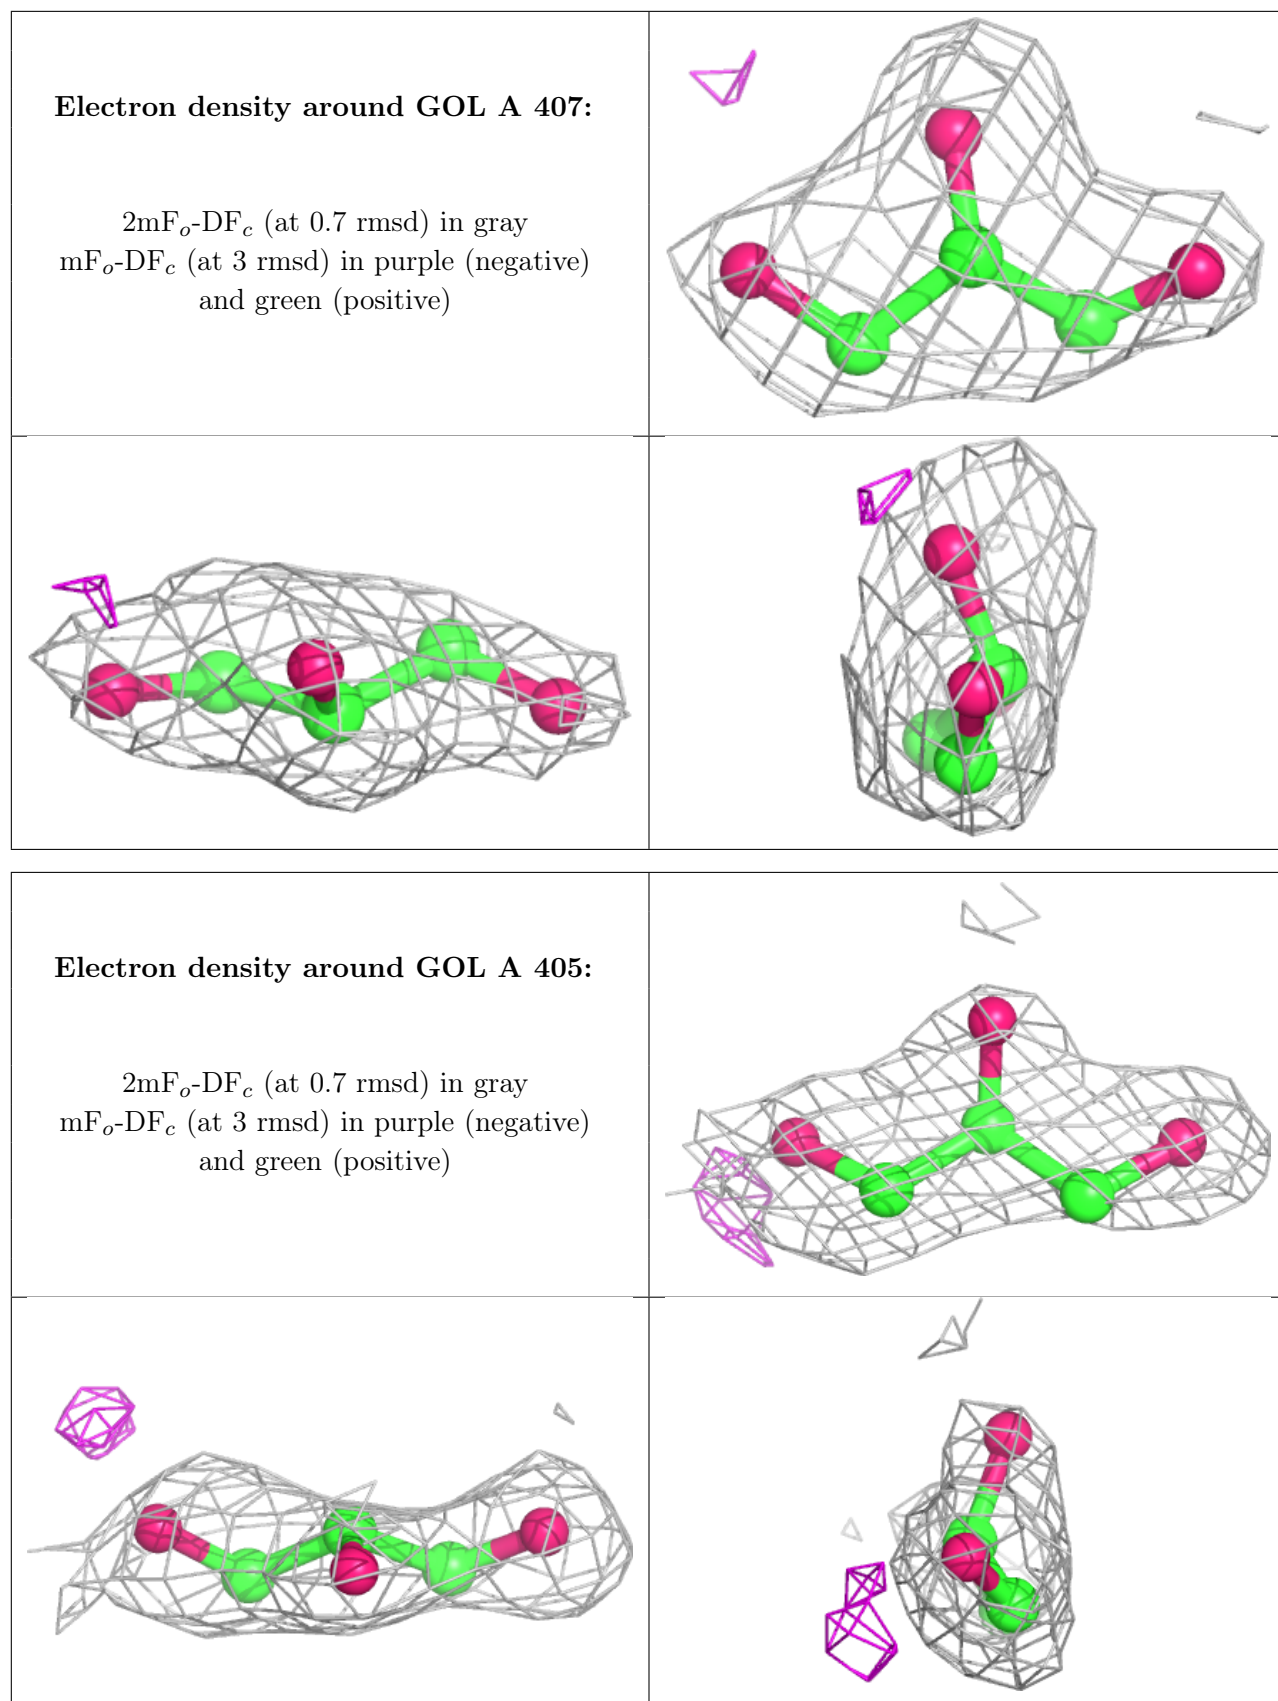 Electron density around GOL A 407:
2mFₒ-DF𝒸 (at 0.7 rmsd) in gray
mFₒ-DF𝒸 (at 3 rmsd) in purple (negative)
and green (positive)
Electron density around GOL A 405:
2mFₒ-DF𝒸 (at 0.7 rmsd) in gray
mFₒ-DF𝒸 (at 3 rmsd) in purple (negative)
and green (positive)